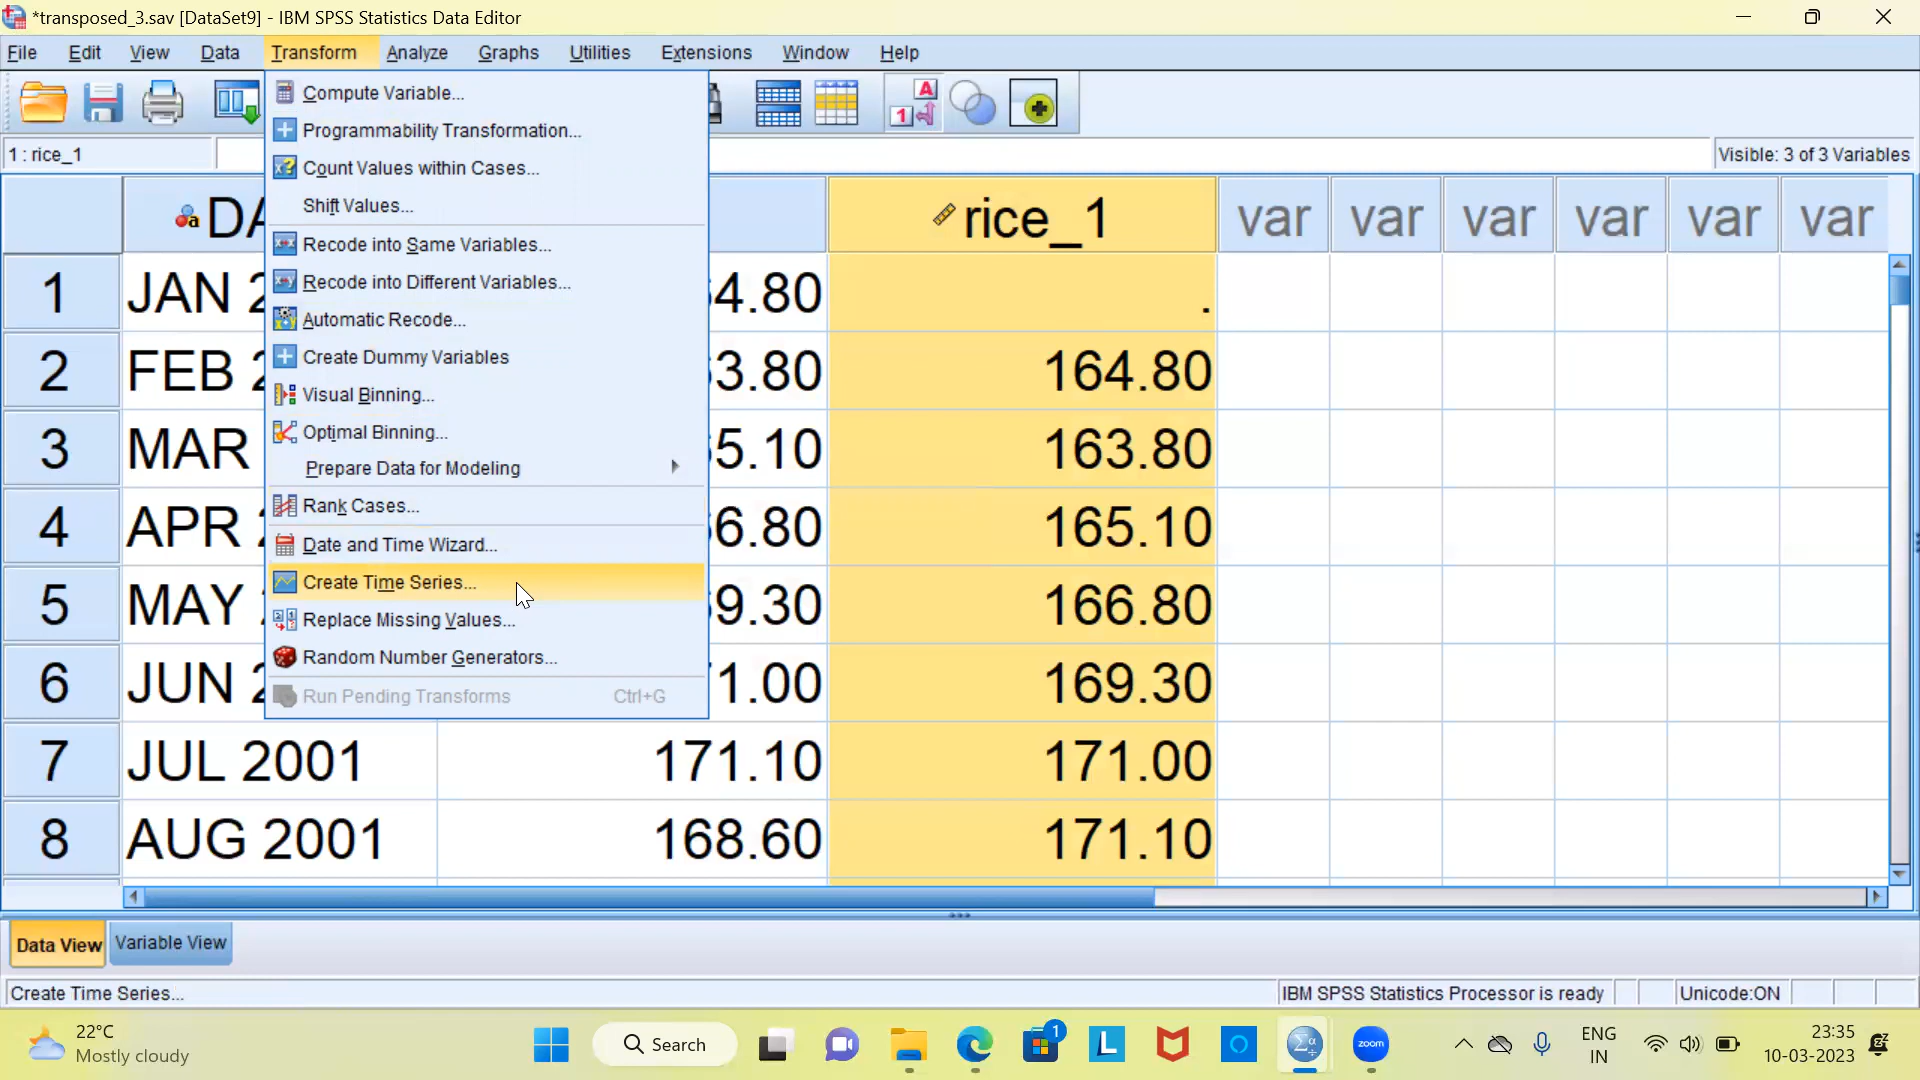 *transposed_3.sav [DataSet9] - IBM SPSS Statistics Data Editor
File Edit View Data Transform Analyze Graphs Utilities Extensions Window Help
1 : rice_1
Visible: 3 of 3 Variables
Compute Variable...
Programmability Transformation...
Count Values within Cases...
Shift Values...
Recode into Same Variables...
Recode into Different Variables...
Automatic Recode...
Create Dummy Variables
Visual Binning...
Optimal Binning...
Prepare Data for Modeling
Rank Cases...
Date and Time Wizard...
Create Time Series...
Replace Missing Values...
Random Number Generators...
Run Pending Transforms Ctrl+G
rice_1 var var var var var var
1 JAN 4.80 .
2 FEB 3.80 164.80
3 MAR 5.10 163.80
4 APR 6.80 165.10
5 MAY 9.30 166.80
6 JUN 1.00 169.30
7 JUL 2001 171.10 171.00
8 AUG 2001 168.60 171.10
Data View Variable View
Create Time Series...
IBM SPSS Statistics Processor is ready Unicode:ON
22°C
Mostly cloudy
Search
1
L
zoom
ENG
IN
23:35
10-03-2023